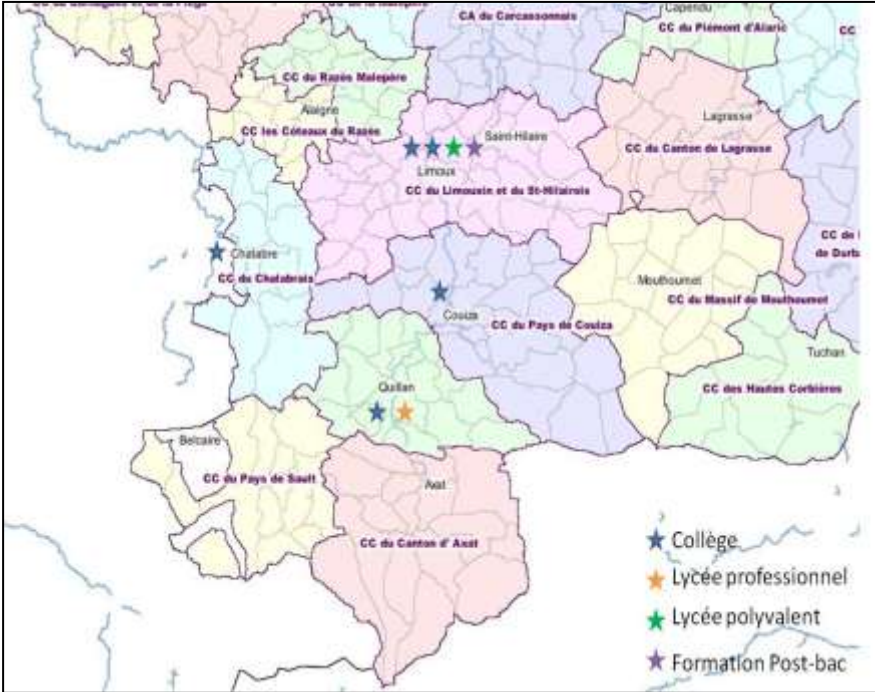 CA du Carcassonnais
Capendu
CC du Piémont d'Alaric
CC du Razès Malepère
Alaigne
CC les Côteaux du Razès
Lagrasse
CC du Canton de Lagrasse
Saint-Hilaire
Limoux
CC du Limouxin et du St-Hilairois
Chalabre
CC du Chalabrais
Mouthoumet
CC du Massif de Mouthoumet
Couiza
CC du Pays de Couiza
Tuchan
CC des Hautes Corbières
Quillan
Belcaire
CC du Pays de Sault
Axat
CC du Canton d' Axat
Collège
Lycée professionnel
Lycée polyvalent
Formation Post-bac